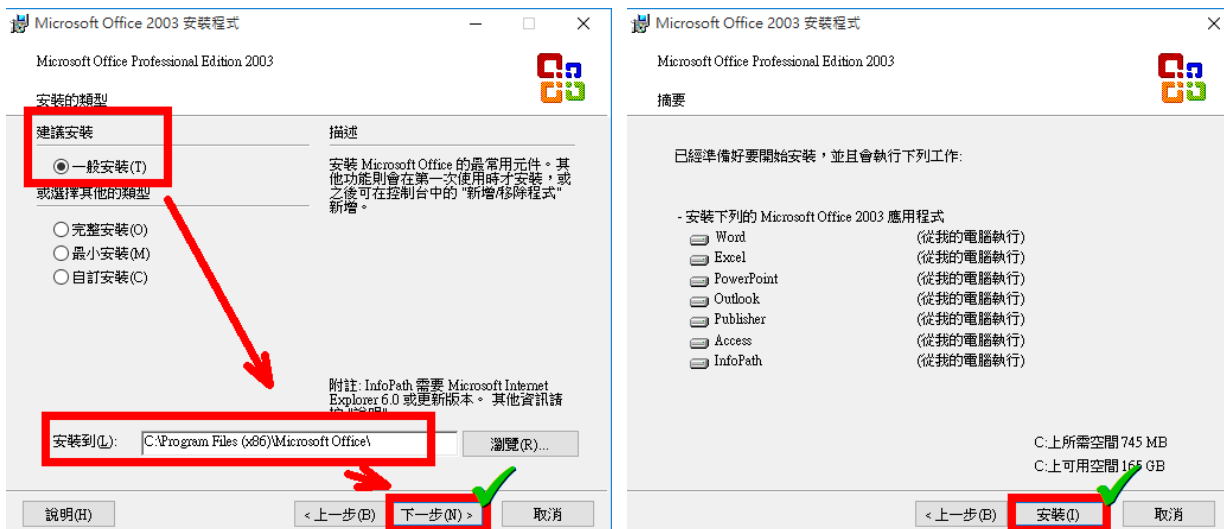 Microsoft Office 2003 安裝程式
Microsoft Office Professional Edition 2003
安裝的類型
建議安裝
一般安裝(T)
或選擇其他的類型
完整安裝(O)
最小安裝(M)
自訂安裝(C)
描述
安裝 Microsoft Office 的最常用元件。其
他功能則會在第一次使用時才安裝，或
之後可在控制台中的 "新增/移除程式"
新增。
附註: InfoPath 需要 Microsoft Internet
Explorer 6.0 或更新版本。 其他資訊請
按 "說明"
安裝到(L):
C:\Program Files (x86)\Microsoft Office\
瀏覽(R)...
說明(H)
< 上一步(B)
下一步(N) >
取消
Microsoft Office 2003 安裝程式
Microsoft Office Professional Edition 2003
摘要
已經準備好要開始安裝，並且會執行下列工作:
- 安裝下列的 Microsoft Office 2003 應用程式
Word (從我的電腦執行)
Excel (從我的電腦執行)
PowerPoint (從我的電腦執行)
Outlook (從我的電腦執行)
Publisher (從我的電腦執行)
Access (從我的電腦執行)
InfoPath (從我的電腦執行)
C:上所需空間 745 MB
C:上可用空間 165 GB
< 上一步(B)
安裝(I)
取消